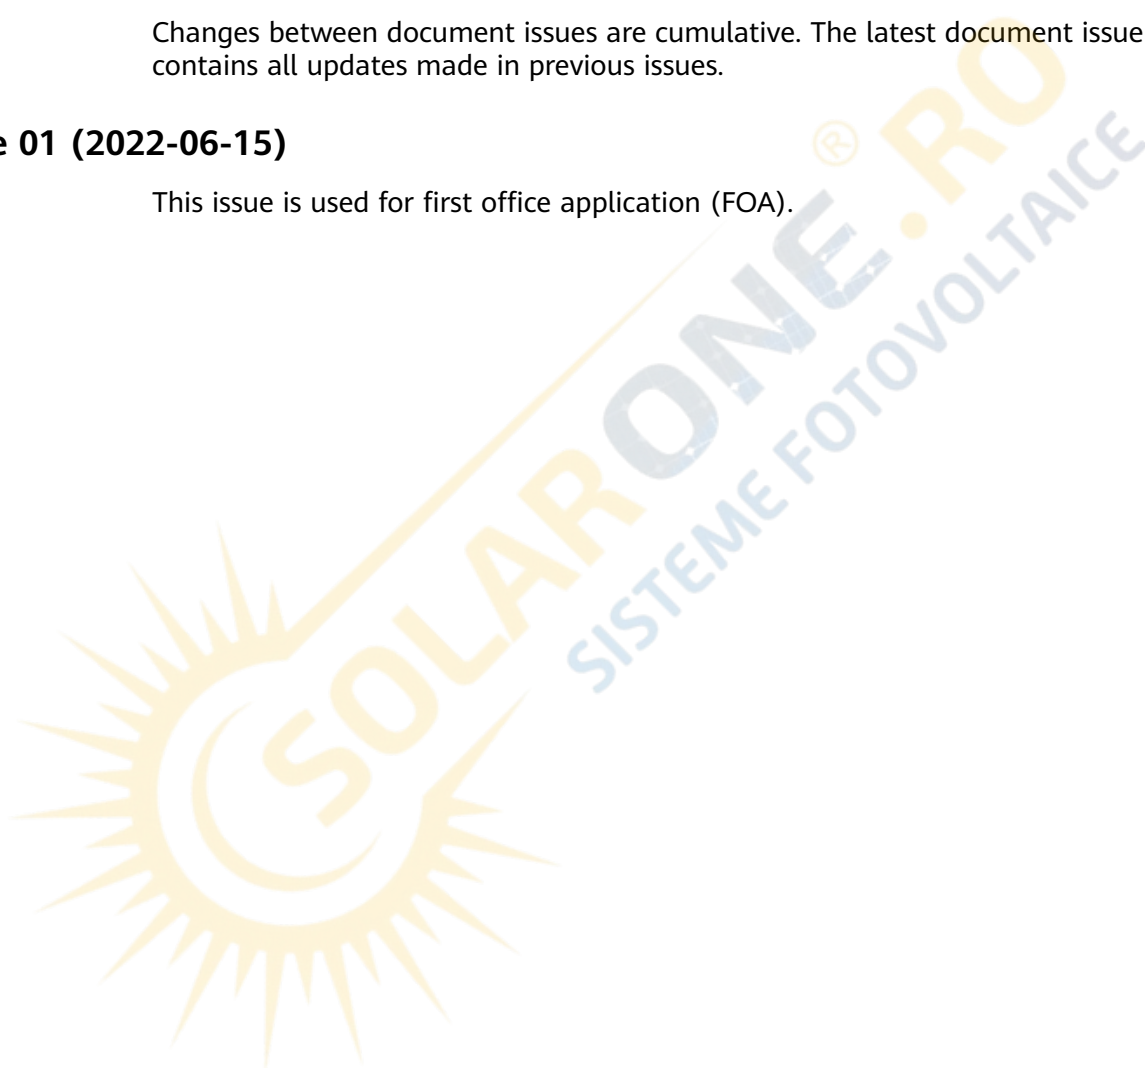 Changes between document issues are cumulative. The latest document issue
contains all updates made in previous issues.
e 01 (2022-06-15)
This issue is used for first office application (FOA).
SOLARONE®.RO
SISTEME FOTOVOLTAICE